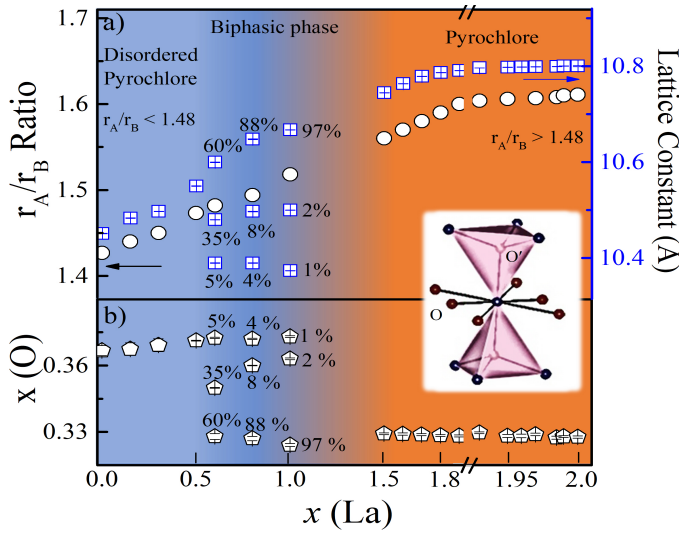 a)
Biphasic phase
Pyrochlore
Disordered
Pyrochlore
r_A/r_B < 1.48
r_A/r_B > 1.48
60%
88%
97%
35%
8%
2%
5%
4%
1%
1.7
1.6
1.5
1.4
r_A/r_B Ratio
10.8
10.6
10.4
Lattice Constant (Å)
O'
O
b)
5%
4 %
1 %
35%
8 %
2 %
60%
88 %
97 %
0.36
0.33
x (O)
0.0
0.5
1.0
1.5
1.8
1.95
2.0
x (La)